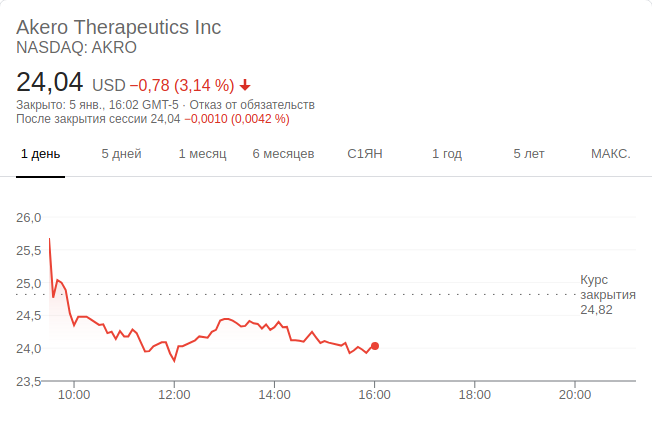 Akero Therapeutics Inc
NASDAQ: AKRO
24,04 USD −0,78 (3,14 %)
Закрыто: 5 янв., 16:02 GMT-5 · Отказ от обязательств
После закрытия сессии 24,04 −0,0010 (0,0042 %)
1 день 5 дней 1 месяц 6 месяцев С1ЯН 1 год 5 лет МАКС.
26,0
25,5
25,0
24,5
24,0
23,5
Курс
закрытия
24,82
10:00 12:00 14:00 16:00 18:00 20:00